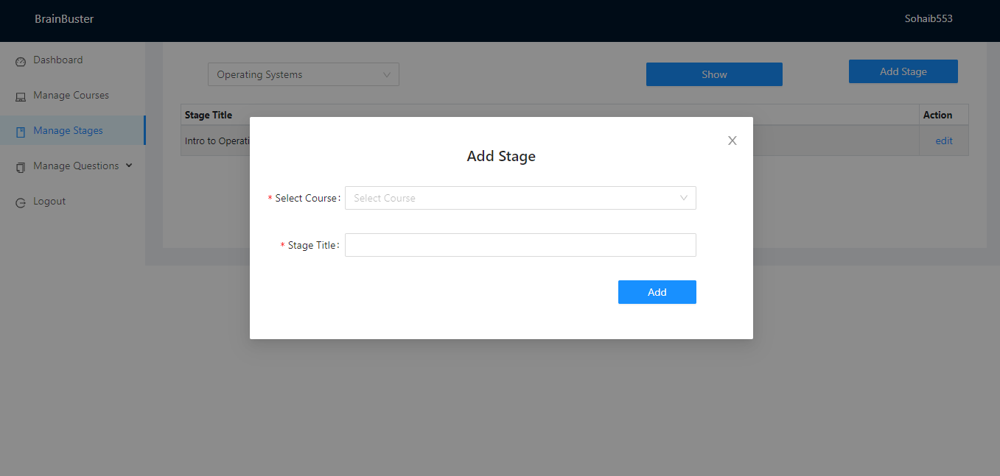 BrainBuster
Sohaib553
Dashboard
Manage Courses
Manage Stages
Manage Questions
Logout
Operating Systems
Show
Add Stage
Stage Title
Action
Intro to Operati
edit
Add Stage
* Select Course:
Select Course
* Stage Title:
Add